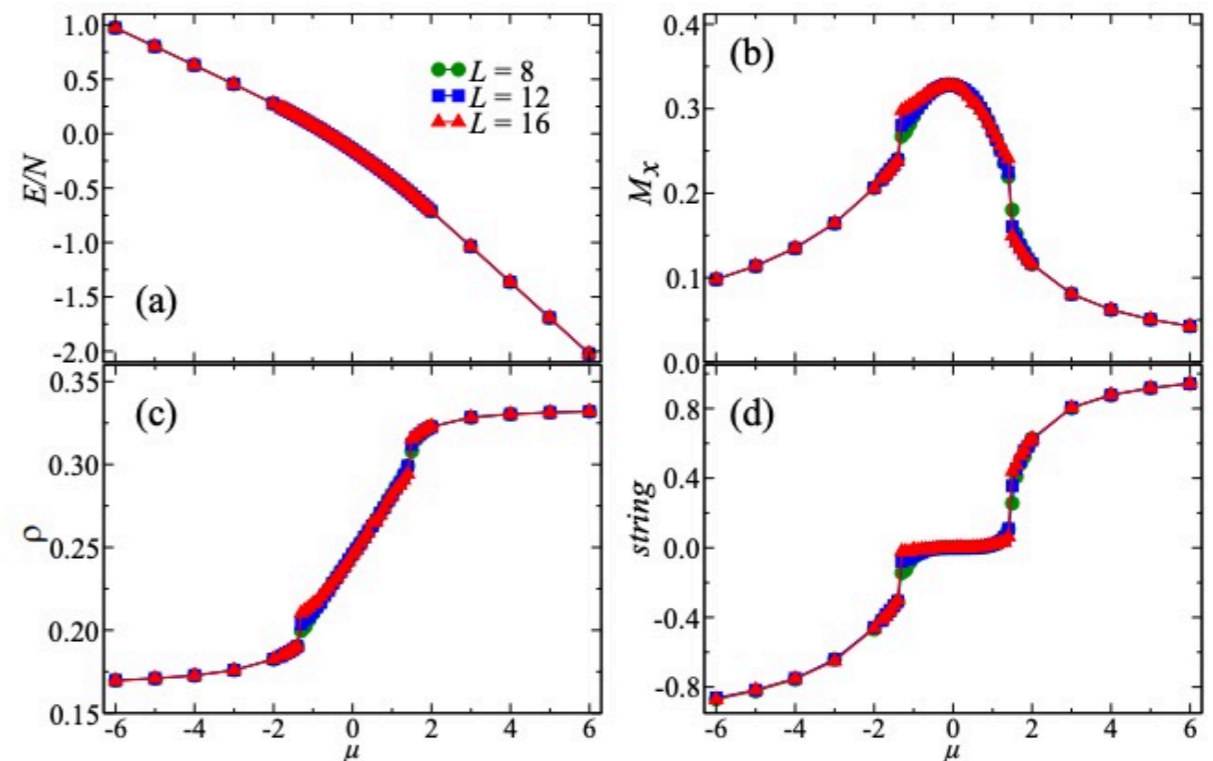 1.0
0.5
0.0
-0.5
-1.0
-1.5
-2.0
E/N
L = 8
L = 12
L = 16
(a)
0.4
0.3
0.2
0.1
0.0
Mx
(b)
0.35
0.30
0.25
0.20
0.15
ρ
(c)
-6 -4 -2 0 2 4 6
μ
0.8
0.4
0.0
-0.4
-0.8
string
(d)
-6 -4 -2 0 2 4 6
μ